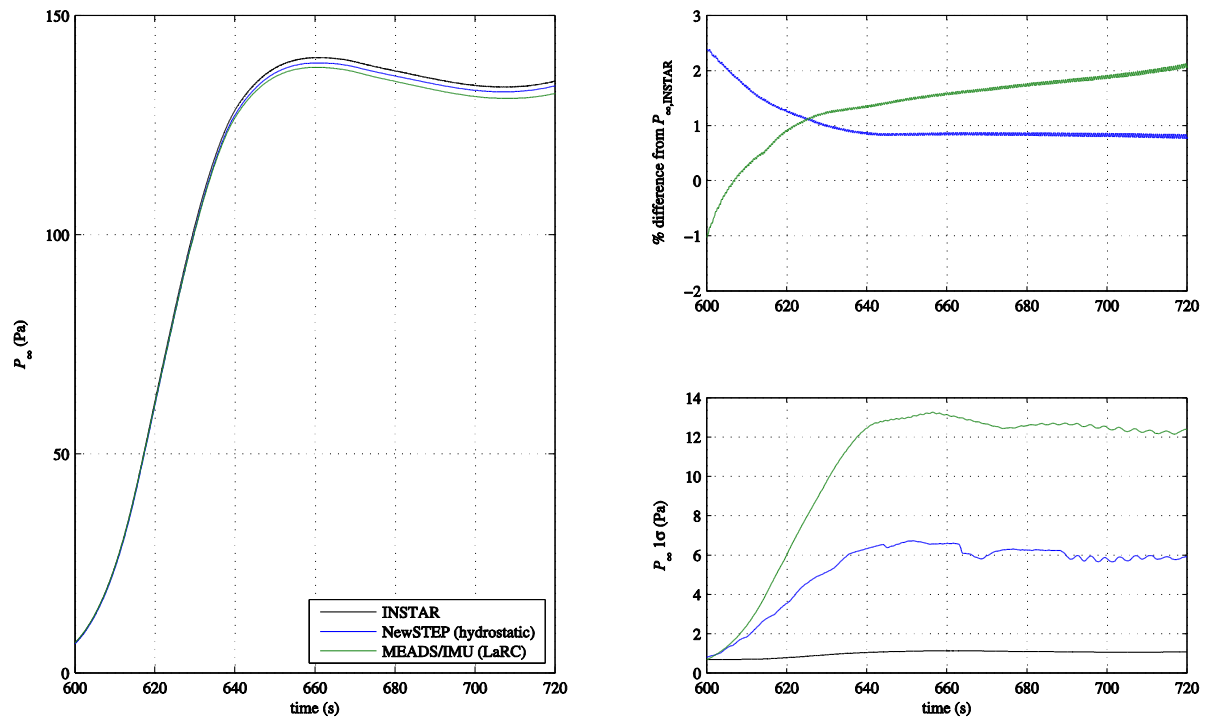 150
100
50
0
P∞ (Pa)
600 620 640 660 680 700 720
time (s)
INSTAR
NewSTEP (hydrostatic)
MEADS/IMU (LaRC)
3
2
1
0
−1
−2
% difference from P∞,INSTAR
600 620 640 660 680 700 720
14
12
10
8
6
4
2
0
P∞ 1σ (Pa)
600 620 640 660 680 700 720
time (s)